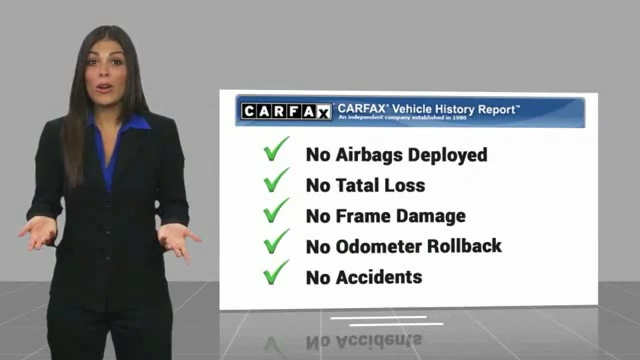 CARFAX CARFAX® Vehicle History Report™
An independent company established in 1986
No Airbags Deployed
No Tatal Loss
No Frame Damage
No Odometer Rollback
No Accidents